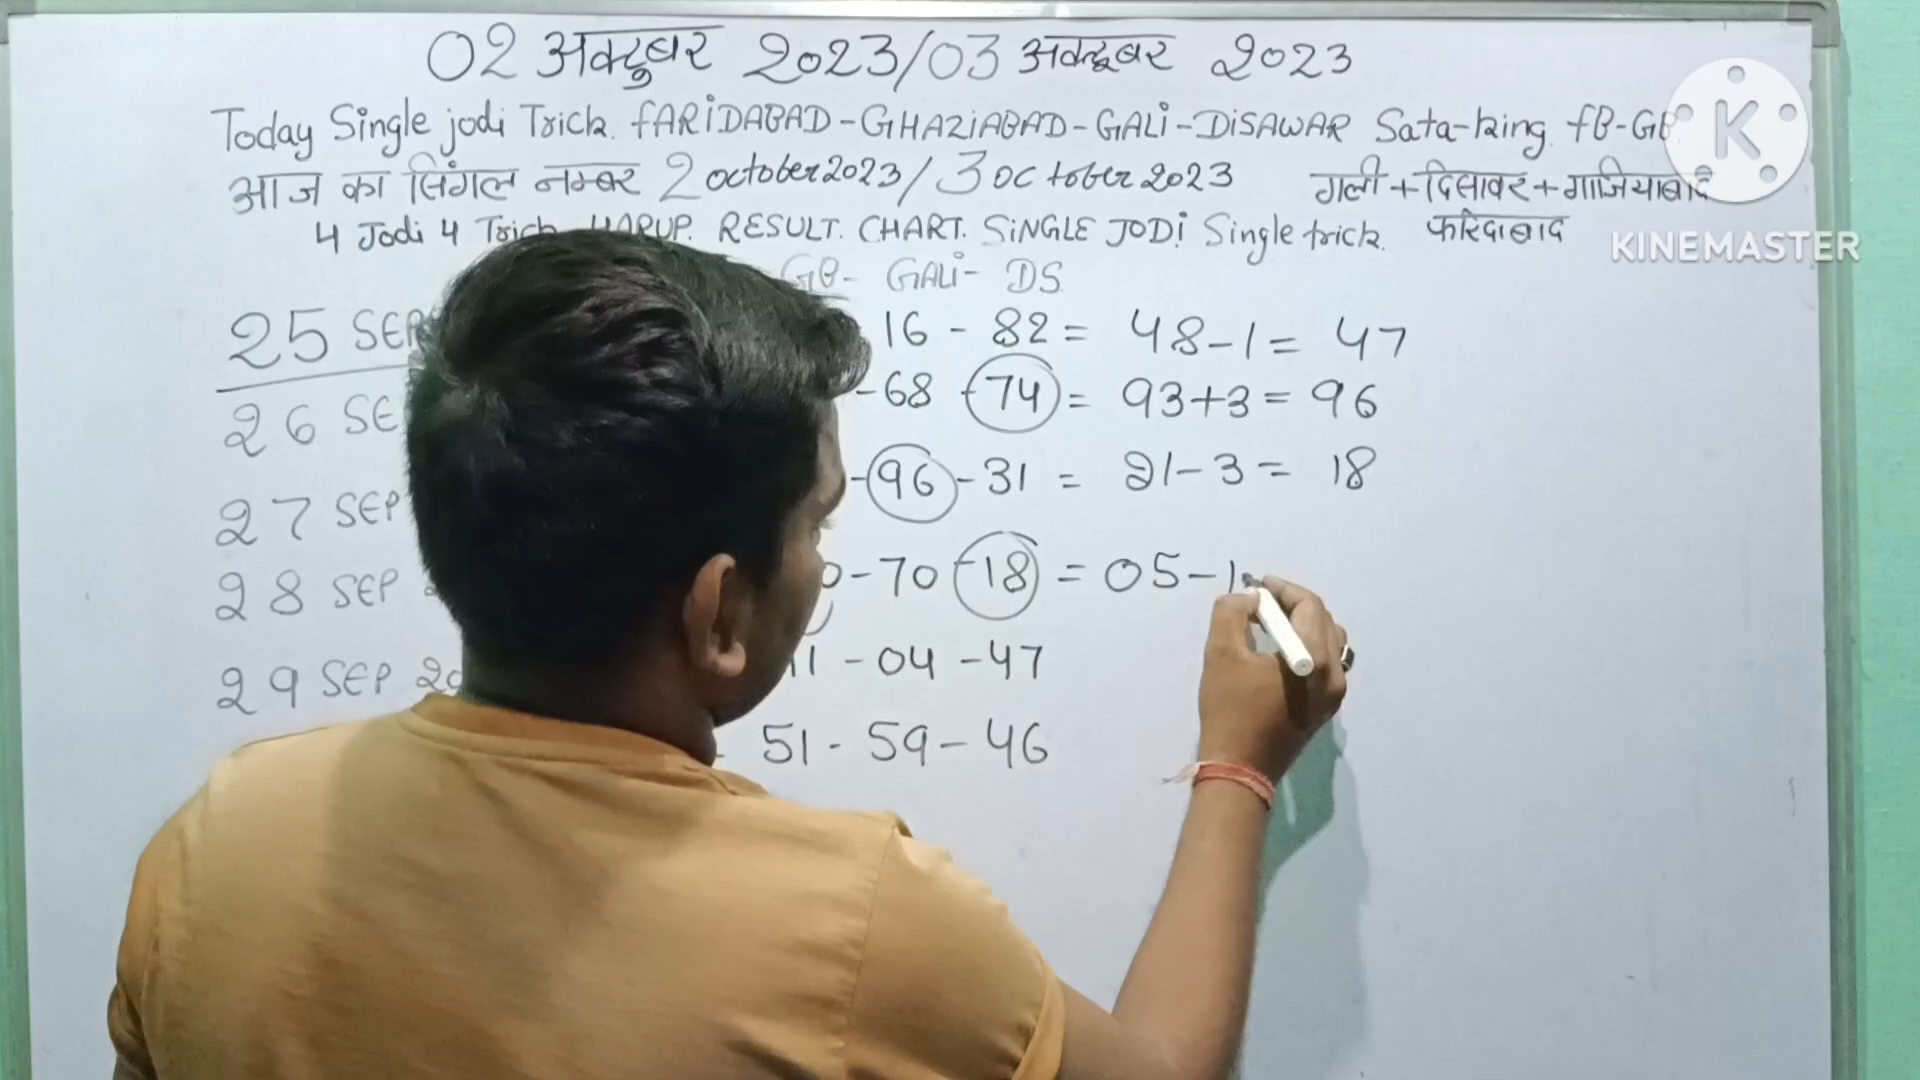 02 अक्टुबर 2023/03 अक्टूबर 2023
Today Single jodi Trick. FARiDABAD-GHAZiABAD-GALi-DiSAWAR Sata-king. fB-GB
आज का सिंगल नम्बर 2 october 2023/3 OC tober 2023 गली+दिसावर+गाजियाबाद
4 Jodi 4 Trick HARUP. RESULT. CHART. SiNGLE JODi Single trick. फरिदाबाद
KINEMASTER
GB- GALi- DS.
25 SEP 16 - 82 = 48-1 = 47
26 SE -68 -74 = 93+3 = 96
27 SEP -96-31 = 21-3 = 18
28 SEP 0-70-18 = 05-1
29 SEP 20 11 - 04 -47
51 - 59 - 46